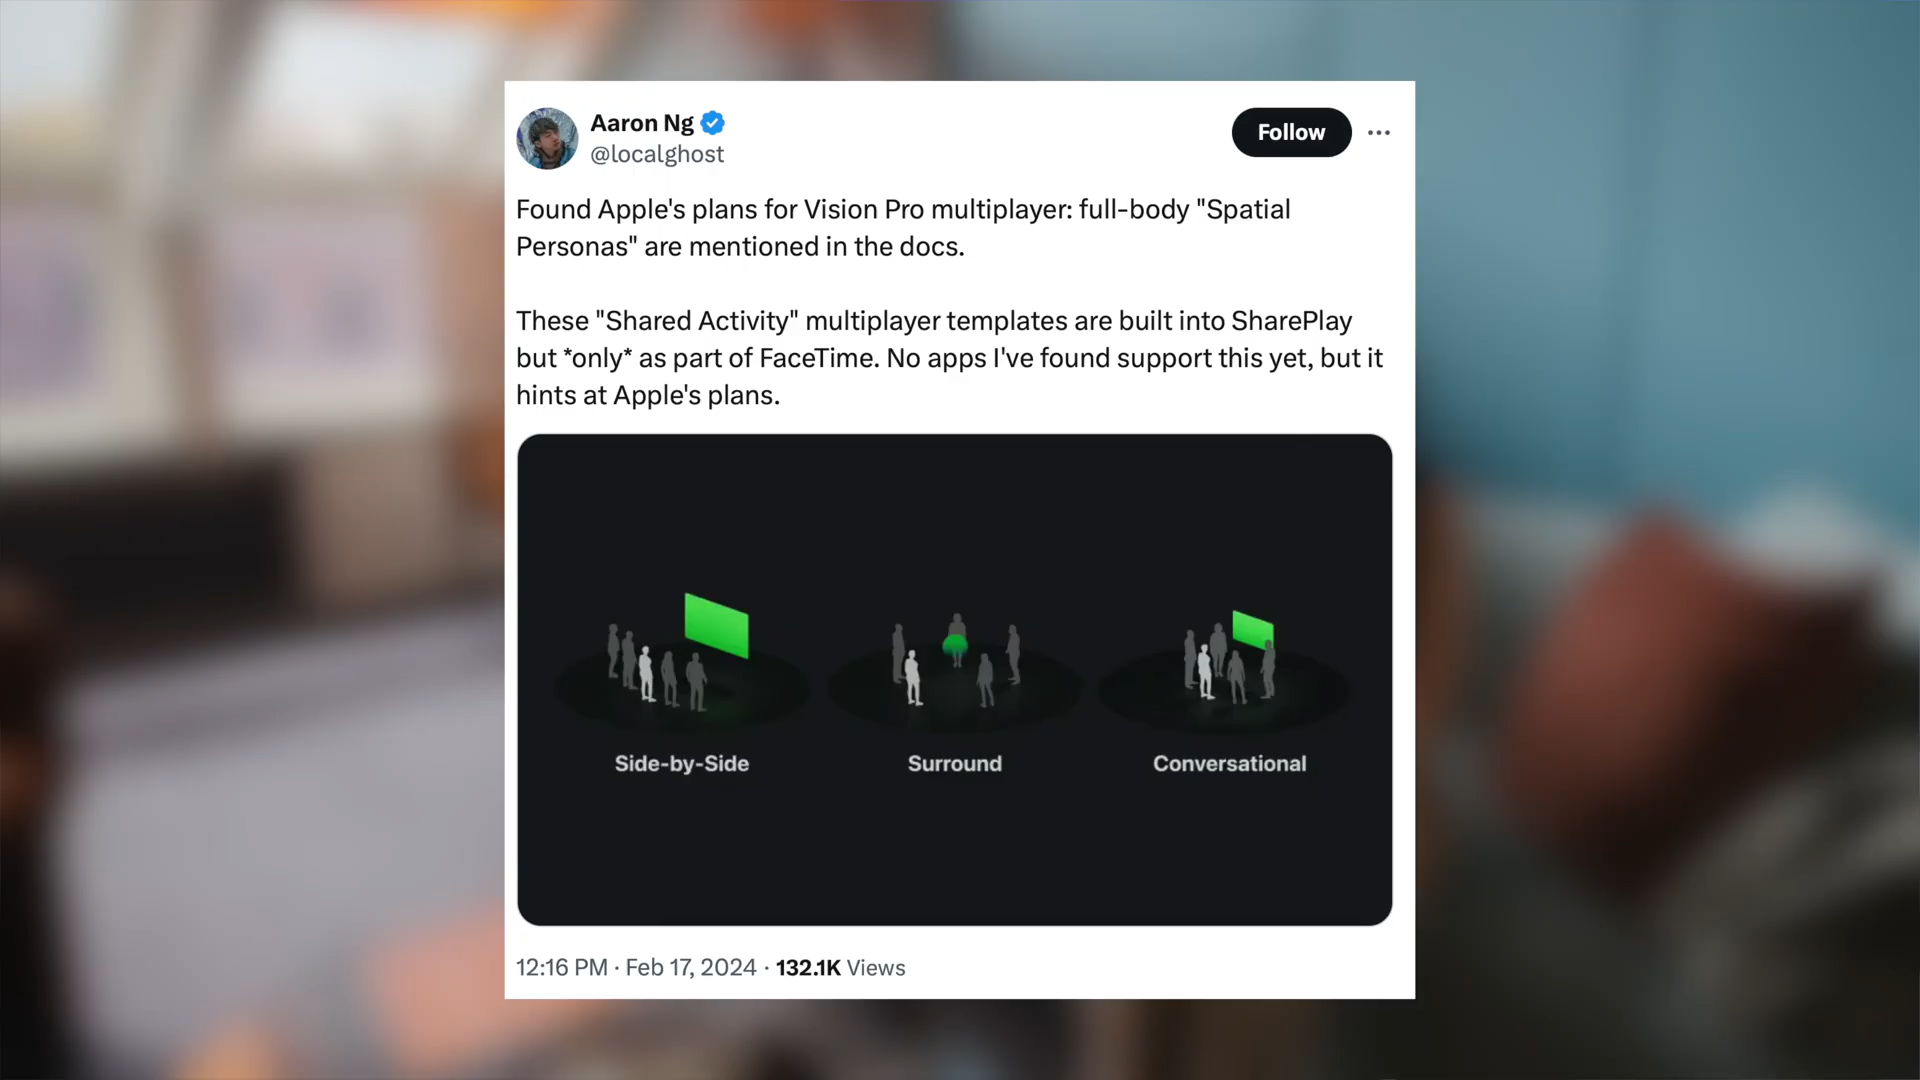 Aaron Ng
@localghost
Follow
Found Apple's plans for Vision Pro multiplayer: full-body "Spatial
Personas" are mentioned in the docs.
These "Shared Activity" multiplayer templates are built into SharePlay
but *only* as part of FaceTime. No apps I've found support this yet, but it
hints at Apple's plans.
Side-by-Side
Surround
Conversational
12:16 PM · Feb 17, 2024 · 132.1K Views